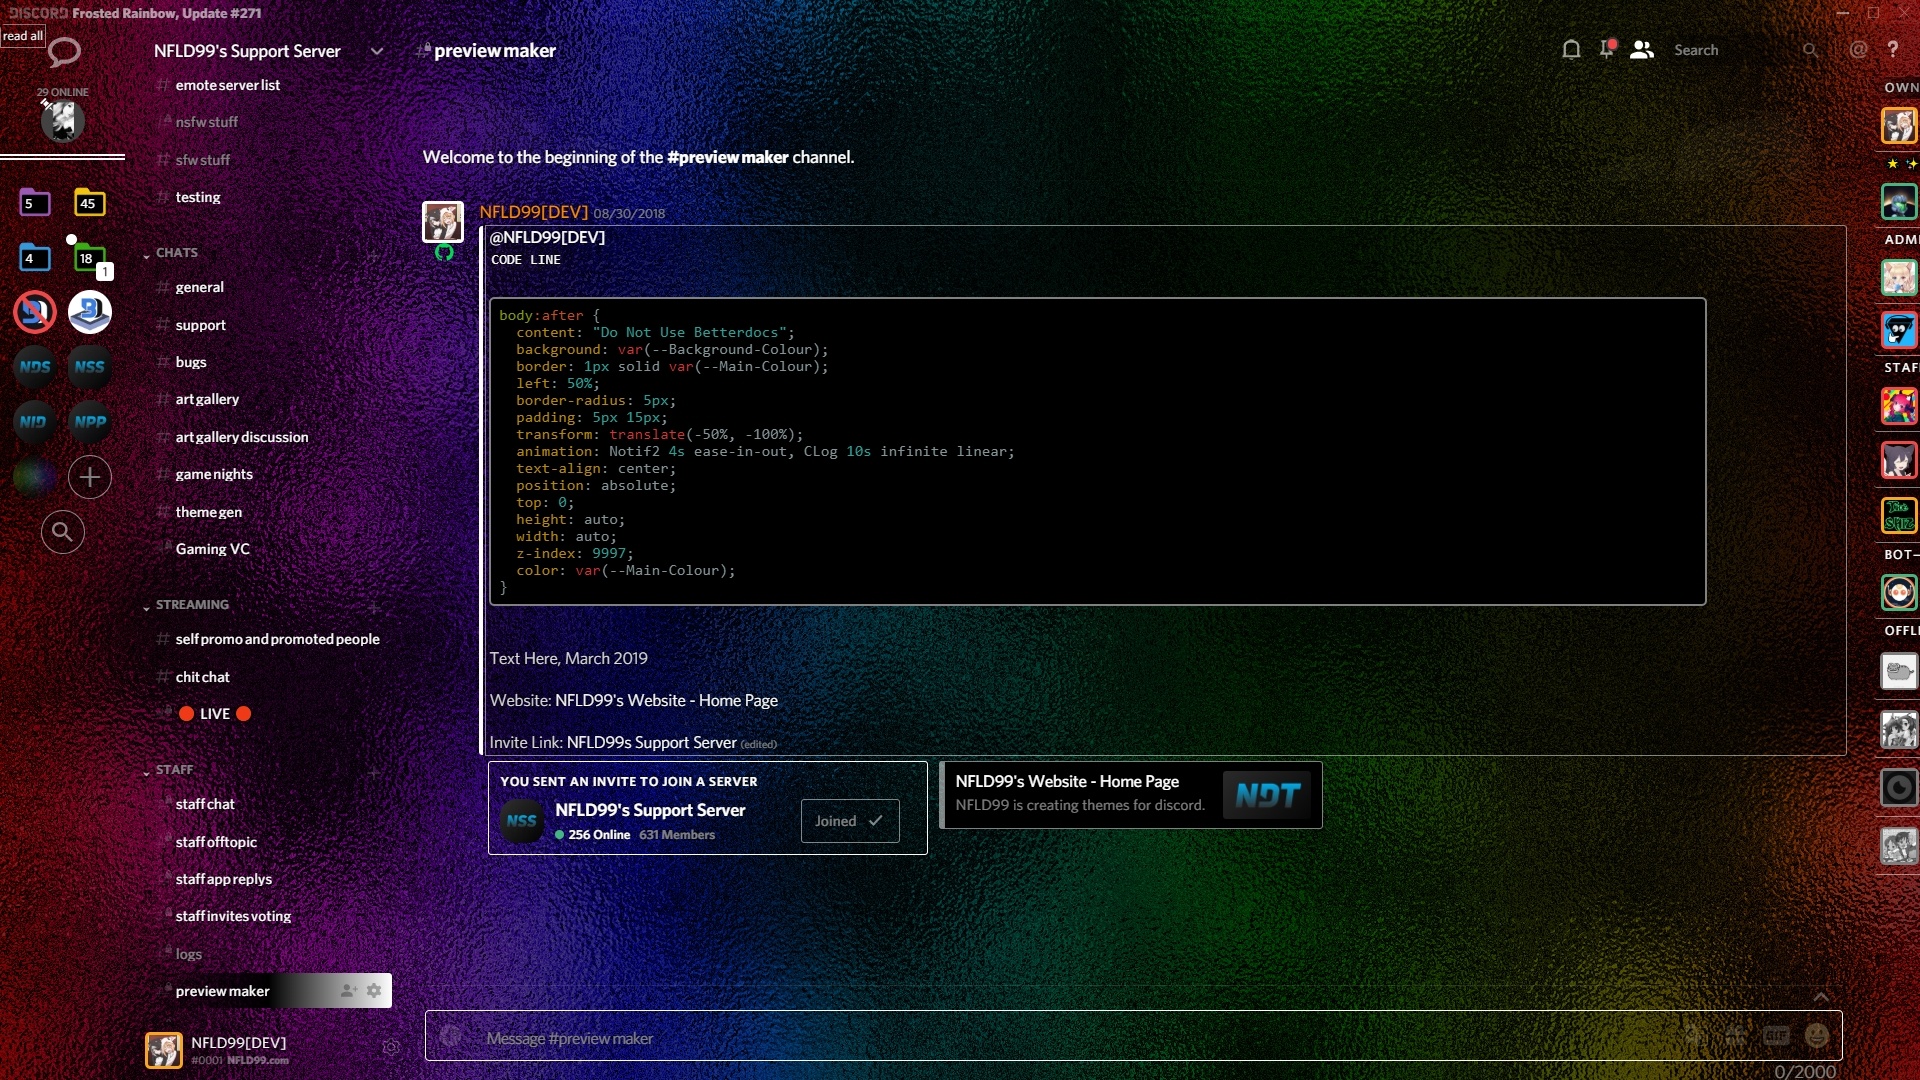 DISCORD Frosted Rainbow, Update #271
read all
29 ONLINE
5
45
4
18
1
NDS
NSS
NID
NPP
NFLD99's Support Server
# emote server list
nsfw stuff
# sfw stuff
# testing
CHATS
# general
# support
# bugs
# art gallery
# art gallery discussion
# game nights
# theme gen
Gaming VC
STREAMING
# self promo and promoted people
# chit chat
LIVE
STAFF
staff chat
staff offtopic
staff app replys
staff invites voting
logs
preview maker
NFLD99[DEV]
#0001 NFLD99.com
# preview maker
Search
@
?
Welcome to the beginning of the #preview maker channel.
NFLD99[DEV] 08/30/2018
@NFLD99[DEV]
CODE LINE
body:after {
content: "Do Not Use Betterdocs";
background: var(--Background-Colour);
border: 1px solid var(--Main-Colour);
left: 50%;
border-radius: 5px;
padding: 5px 15px;
transform: translate(-50%, -100%);
animation: Notif2 4s ease-in-out, CLog 10s infinite linear;
text-align: center;
position: absolute;
top: 0;
height: auto;
width: auto;
z-index: 9997;
color: var(--Main-Colour);
}
Text Here, March 2019
Website: NFLD99's Website - Home Page
Invite Link: NFLD99s Support Server (edited)
YOU SENT AN INVITE TO JOIN A SERVER
NSS
NFLD99's Support Server
256 Online 631 Members
Joined
NFLD99's Website - Home Page
NFLD99 is creating themes for discord.
NDT
Message #preview maker
GIF
0/2000
OWN
ADMI
STAF
BOT—
OFFLI